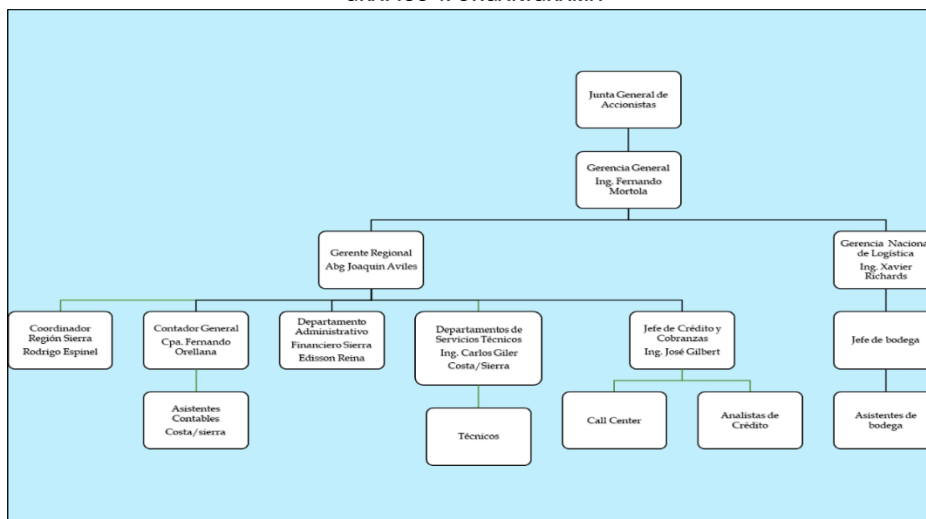 Junta General de
Accionistas
Gerencia General
Ing. Fernando
Mortola
Gerente Regional
Abg Joaquin Aviles
Gerencia Naciona
de Logística
Ing. Xavier
Richards
Coordinador
Región Sierra
Rodrigo Espinel
Contador General
Cpa. Fernando
Orellana
Departamento
Administrativo
Financiero Sierra
Edisson Reina
Departamentos de
Servicios Técnicos
Ing. Carlos Giler
Costa/Sierra
Jefe de Crédito y
Cobranzas
Ing. José Gilbert
Jefe de bodega
Asistentes
Contables
Costa/sierra
Técnicos
Call Center
Analistas de
Crédito
Asistentes de
bodega